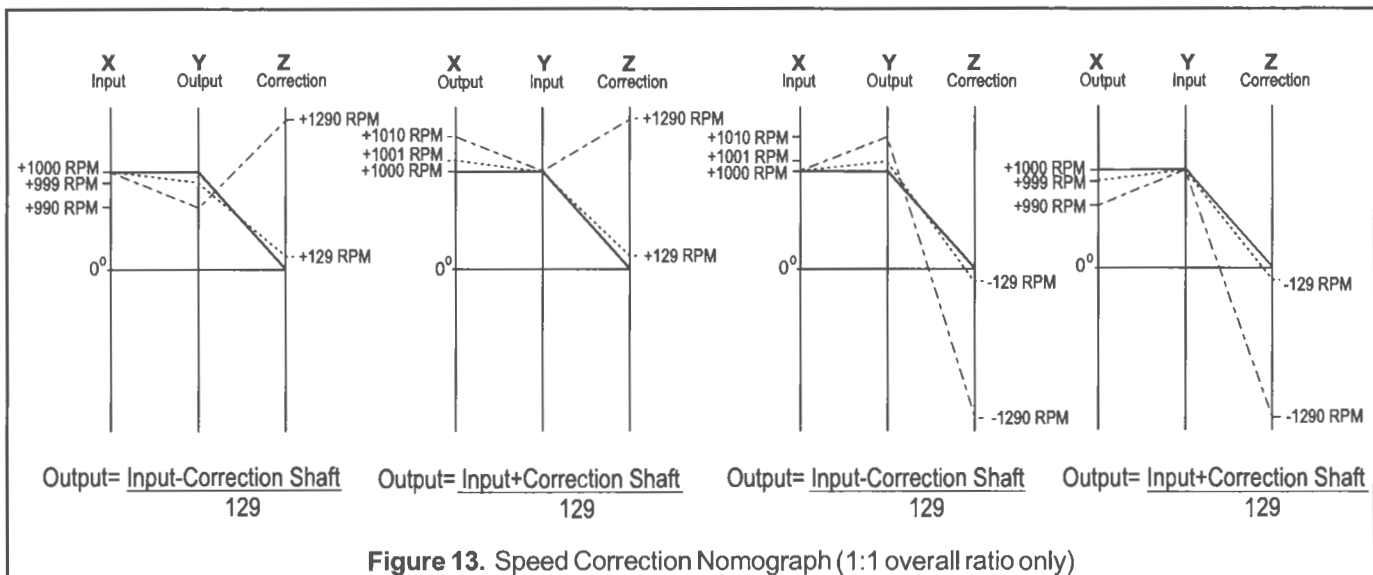 X Y Z
Input Output Correction
+1290 RPM
+1000 RPM
+999 RPM
+990 RPM
+129 RPM
0°
Output= Input-Correction Shaft
129
X Y Z
Output Input Correction
+1290 RPM
+1010 RPM
+1001 RPM
+1000 RPM
+129 RPM
0°
Output= Input+Correction Shaft
129
X Y Z
Input Output Correction
+1010 RPM
+1001 RPM
+1000 RPM
0°
-129 RPM
-1290 RPM
Output= Input-Correction Shaft
129
X Y Z
Output Input Correction
+1000 RPM
+999 RPM
+990 RPM
0°
-129 RPM
-1290 RPM
Output= Input+Correction Shaft
129
Figure 13. Speed Correction Nomograph (1:1 overall ratio only)